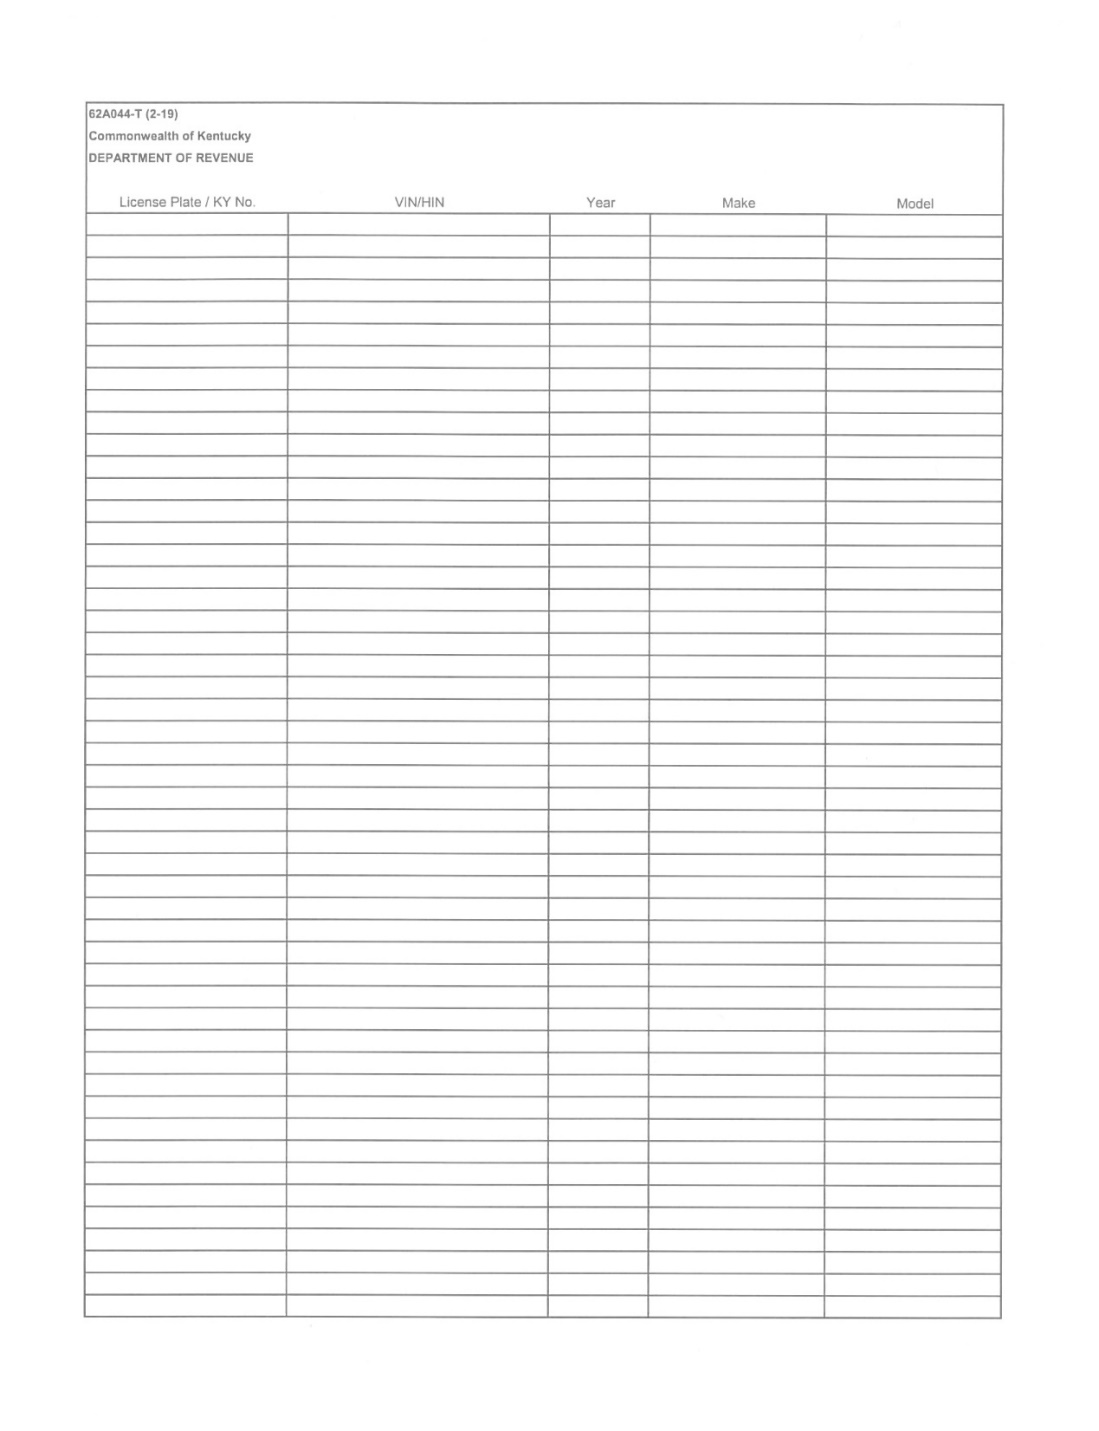 62A044-T (2-19)
Commonwealth of Kentucky
DEPARTMENT OF REVENUE
License Plate / KY No. VIN/HIN Year Make Model